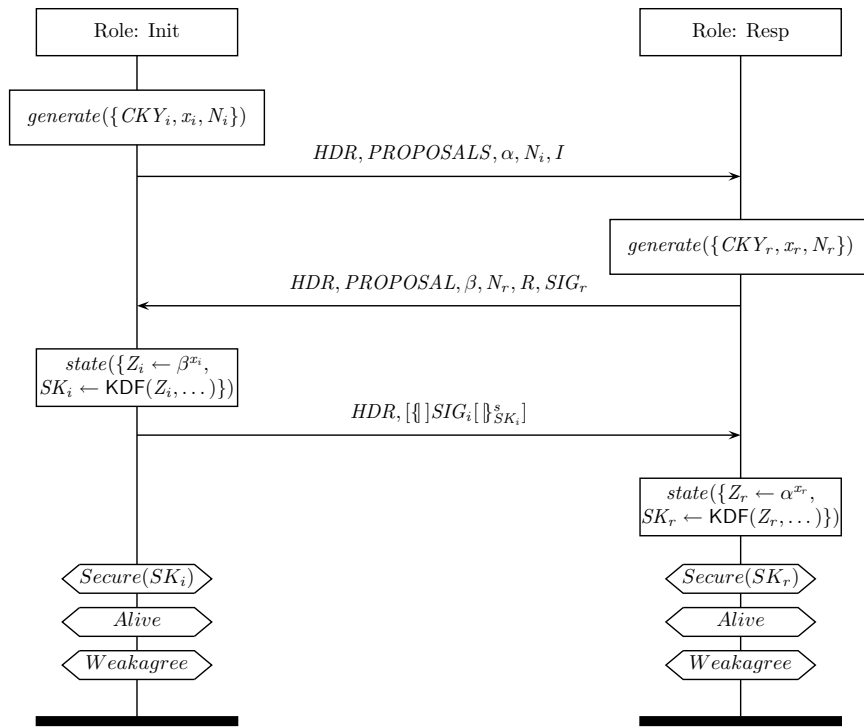 Role: Init
Role: Resp
generate({CKY_i, x_i, N_i})
HDR, PROPOSALS, α, N_i, I
generate({CKY_r, x_r, N_r})
HDR, PROPOSAL, β, N_r, R, SIG_r
state({Z_i ← β^{x_i},
SK_i ← KDF(Z_i, . . . )})
HDR, [{| ]SIG_i[ |}^s_{SK_i}]
state({Z_r ← α^{x_r},
SK_r ← KDF(Z_r, . . . )})
Secure(SK_i)
Secure(SK_r)
Alive
Alive
Weakagree
Weakagree